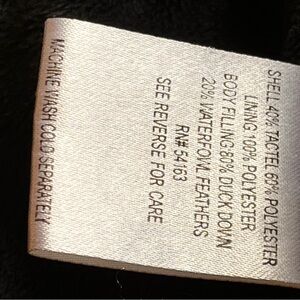 SHELL 40% TACTEL 60% POLYESTER
LINING: 100% POLYESTER
BODY FILLING:80% DUCK DOWN
20% WATERFOWL FEATHERS
RN# 54163
SEE REVERSE FOR CARE
MACHINE WASH COLD SEPARATELY